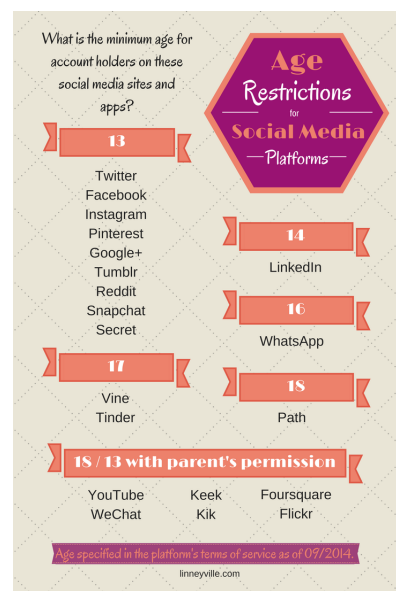 What is the minimum age for
account holders on these
social media sites and
apps?
Age
Restrictions
for
Social Media
Platforms
13
Twitter
Facebook
Instagram
Pinterest
Google+
Tumblr
Reddit
Snapchat
Secret
14
LinkedIn
16
WhatsApp
17
Vine
Tinder
18
Path
18 / 13 with parent's permission
YouTube Keek Foursquare
WeChat Kik Flickr
Age specified in the platform's terms of service as of 09/2014.
linneyville.com